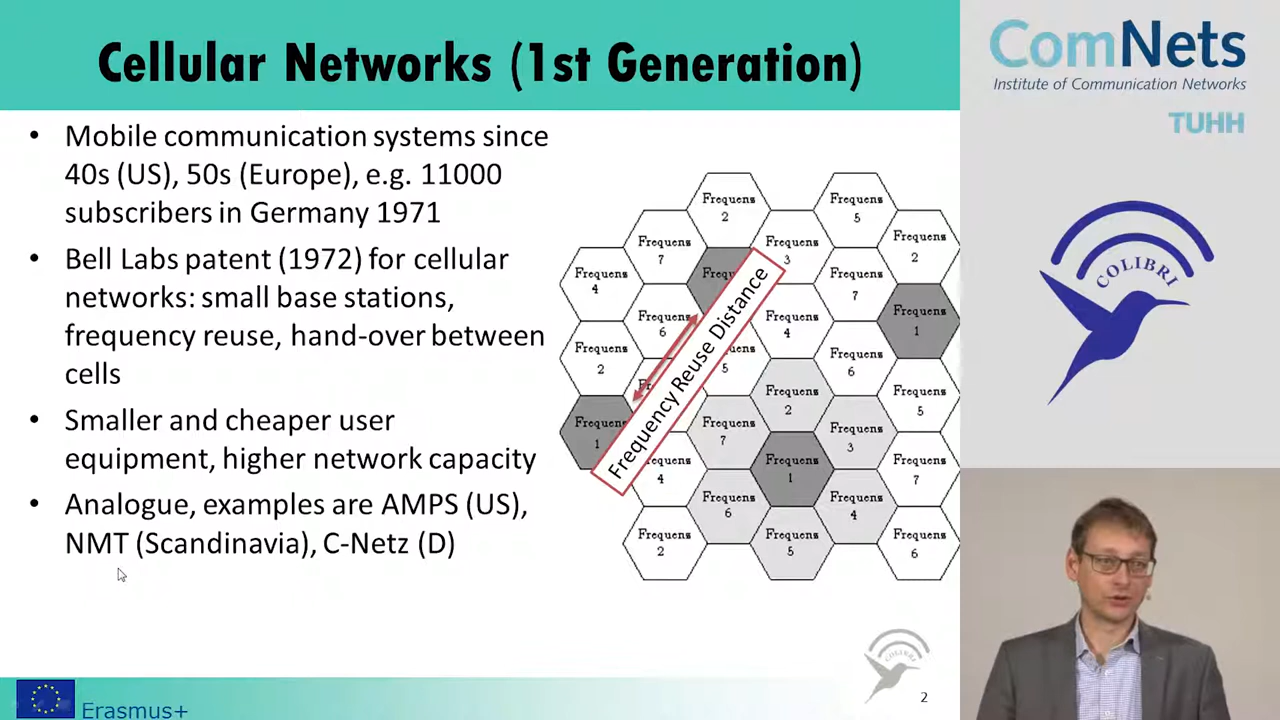 Cellular Networks (1st Generation)
• Mobile communication systems since
40s (US), 50s (Europe), e.g. 11000
subscribers in Germany 1971
• Bell Labs patent (1972) for cellular
networks: small base stations,
frequency reuse, hand-over between
cells
• Smaller and cheaper user
equipment, higher network capacity
• Analogue, examples are AMPS (US),
NMT (Scandinavia), C-Netz (D)
Frequens
2
Frequens
5
Frequens
7
Frequens
3
Frequens
2
Frequens
4
Frequens
7
Frequens
6
Frequens
4
Frequens
1
Frequens
2
Frequens
6
Frequens
2
Frequens
5
Frequens
1
Frequens
7
Frequens
3
4
Frequens
1
Frequens
7
Frequens
6
Frequens
4
Frequens
2
Frequens
5
Frequens
6
Frequency Reuse Distance
COLIBRI
2
Erasmus+
ComNets
Institute of Communication Networks
TUHH
COLIBRI